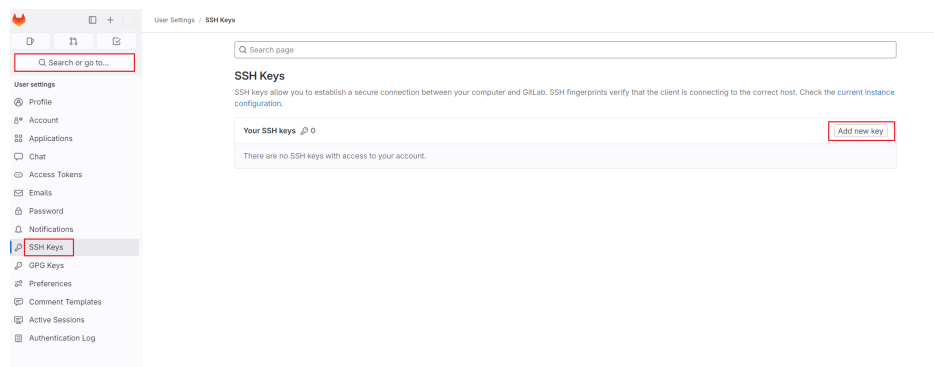 User Settings / SSH Keys
Search or go to...
User settings
Profile
Account
Applications
Chat
Access Tokens
Emails
Password
Notifications
SSH Keys
GPG Keys
Preferences
Comment Templates
Active Sessions
Authentication Log
Search page
SSH Keys
SSH keys allow you to establish a secure connection between your computer and GitLab. SSH fingerprints verify that the client is connecting to the correct host. Check the current instance
configuration.
Your SSH keys 0
Add new key
There are no SSH keys with access to your account.